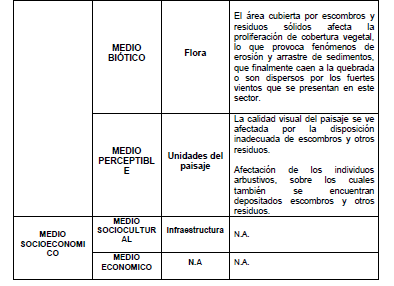 El área cubierta por escombros y
residuos sólidos afecta la
proliferación de cobertura vegetal,
lo que provoca fenómenos de
erosión y arrastre de sedimentos,
que finalmente caen a la quebrada
o son dispersos por los fuertes
vientos que se presentan en este
sector.
MEDIO
BIÓTICO
Flora
La calidad visual del paisaje se ve
afectada por la disposición
inadecuada de escombros y otros
residuos.
Afectación de los individuos
arbustivos, sobre los cuales
también se encuentran
depositados escombros y otros
residuos.
MEDIO
PERCEPTIBL
E
Unidades del
paisaje
MEDIO
SOCIOECONOMI
CO
MEDIO
SOCIOCULTUR
AL
Infraestructura
N.A.
MEDIO
ECONOMICO
N.A
N.A.